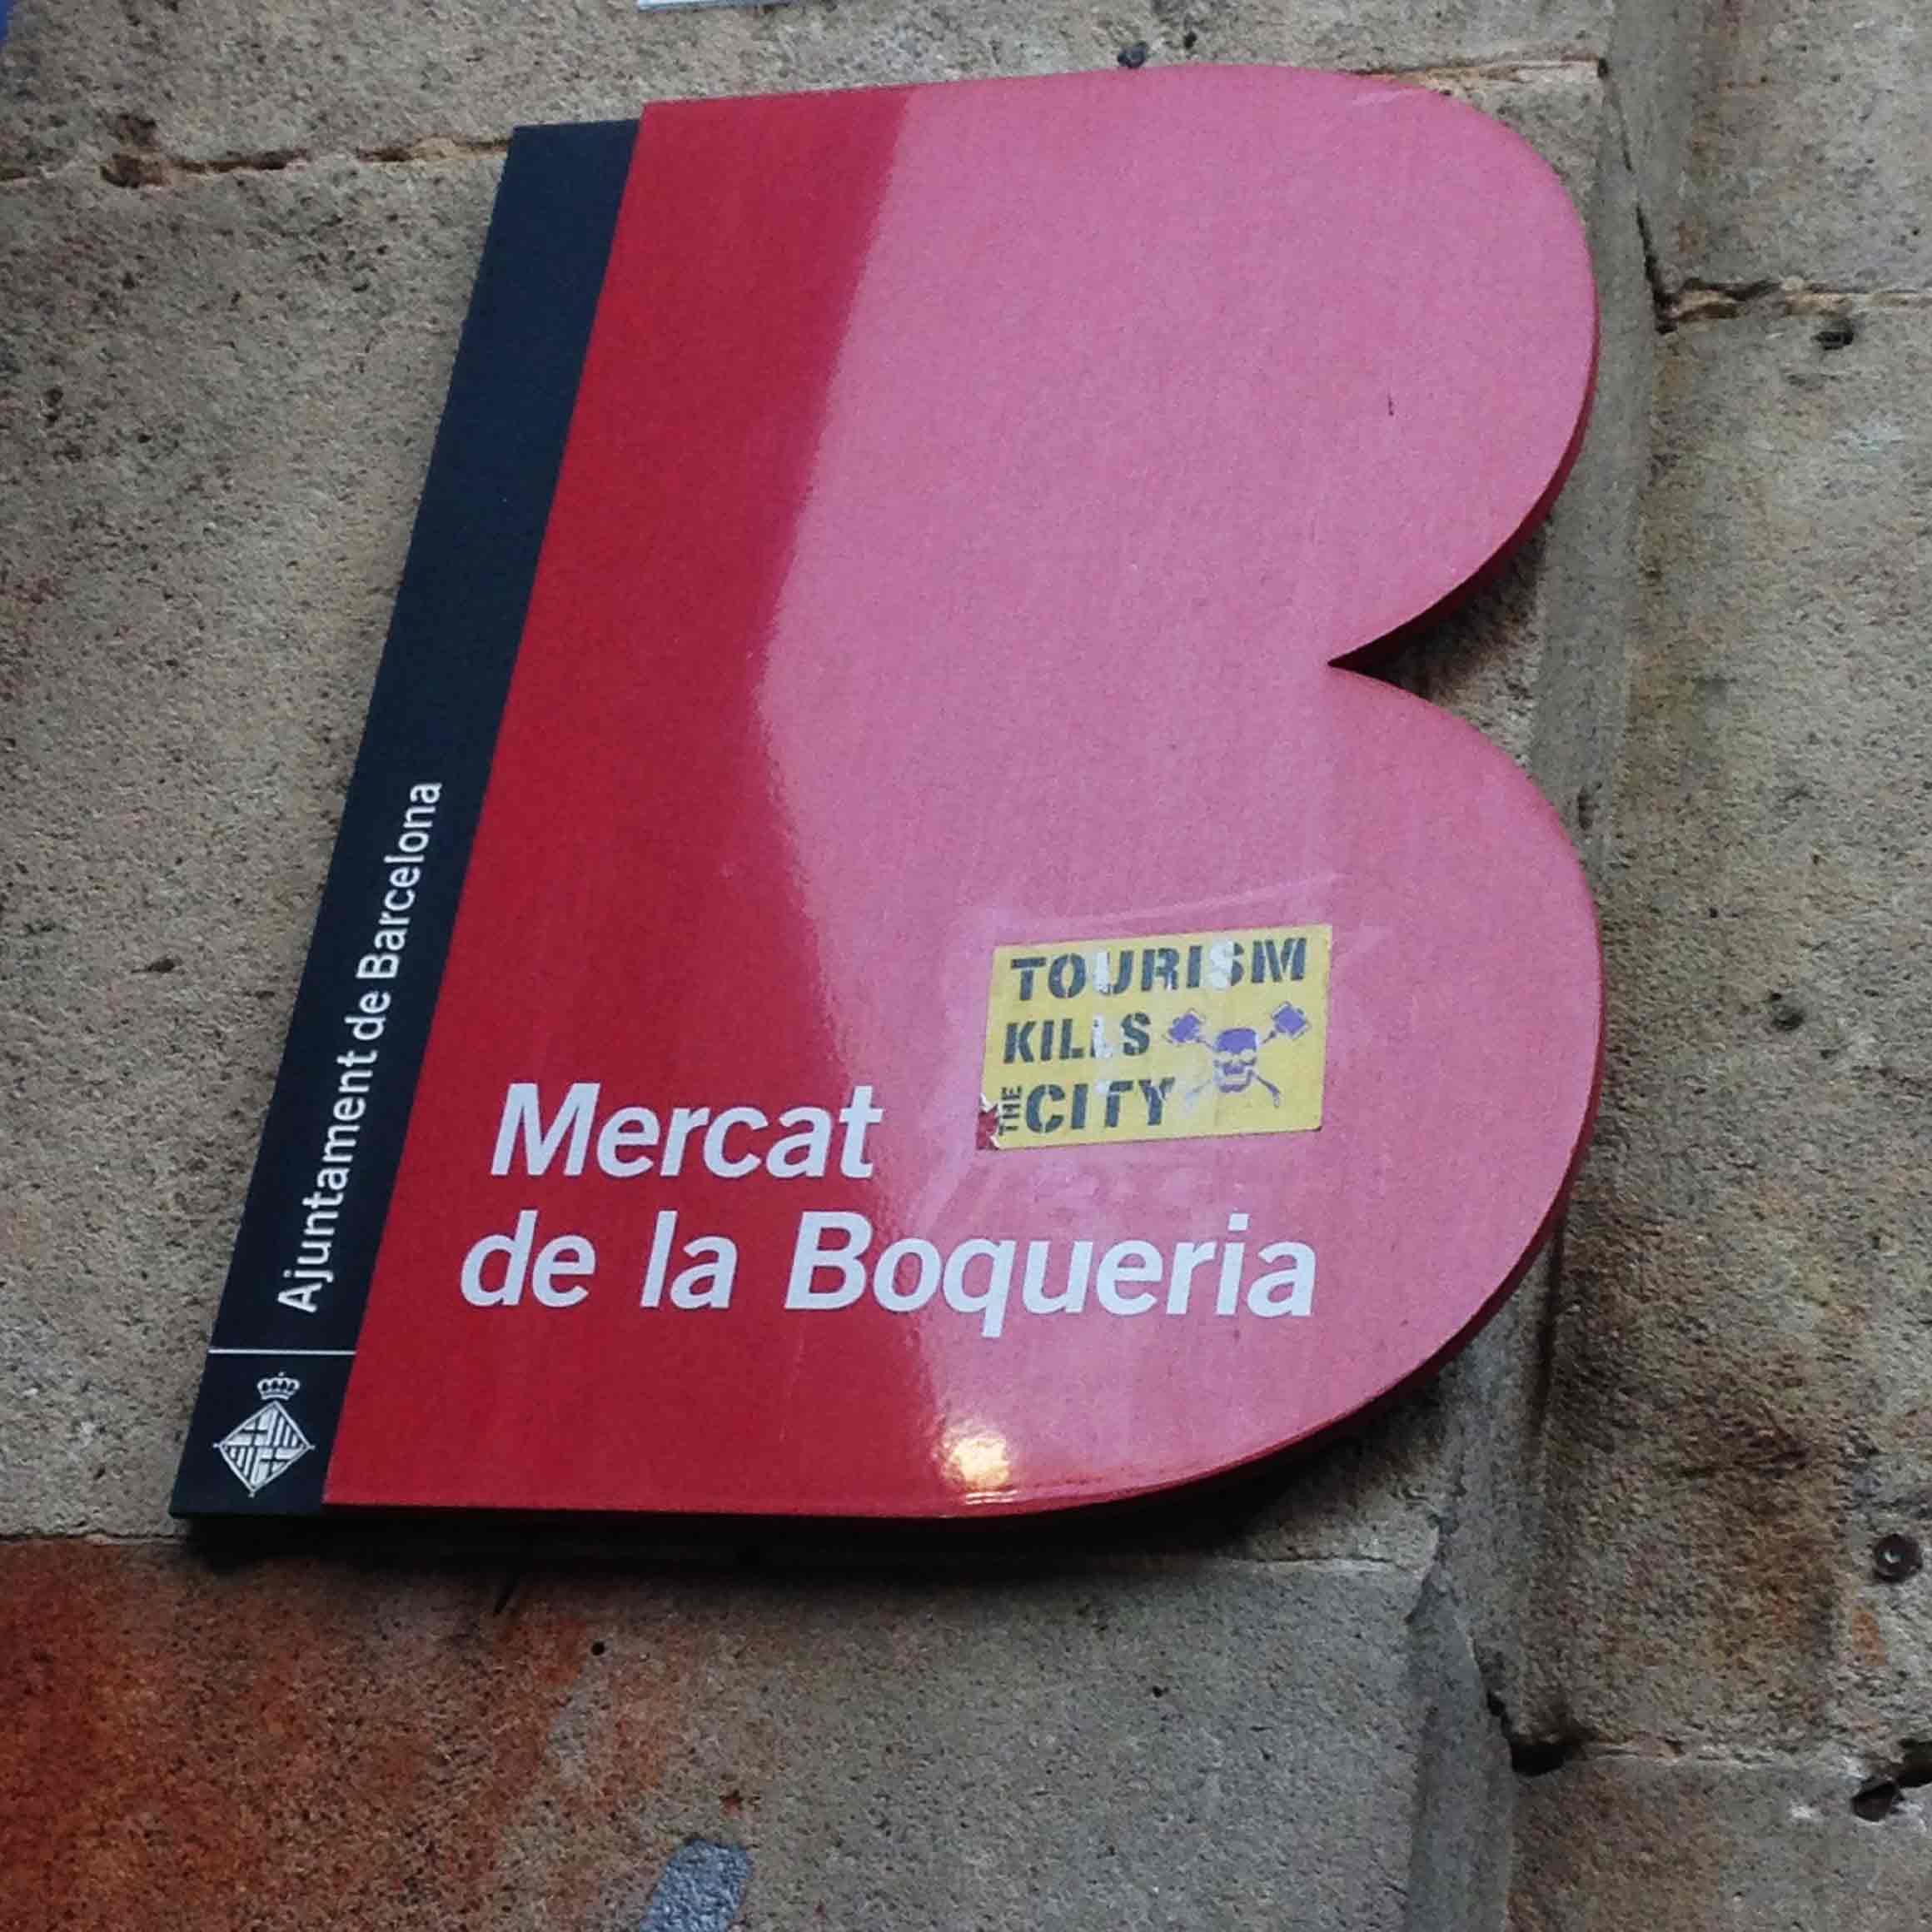 Ajuntament de Barcelona
TOURISM
KILLS
THE CITY
Mercat
de la Boqueria